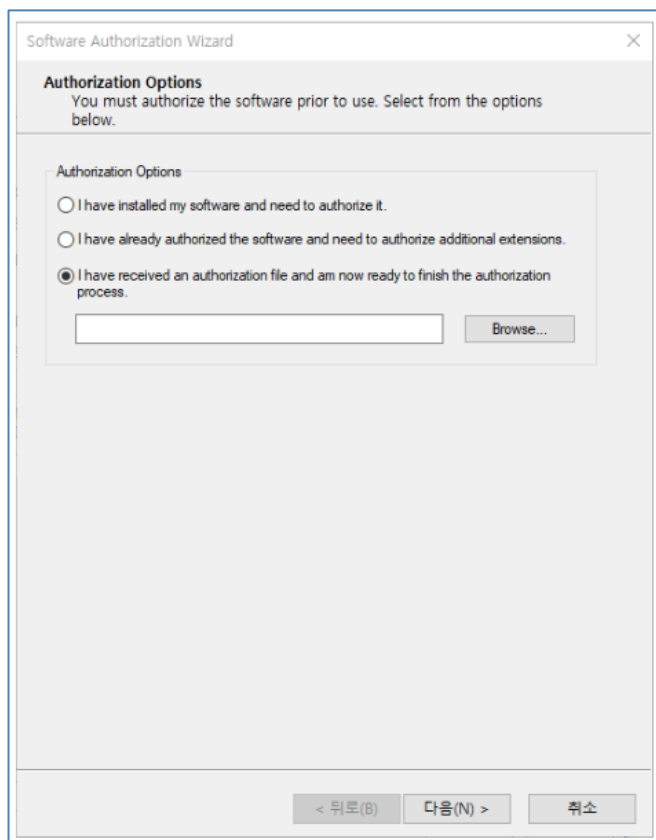 Software Authorization Wizard
Authorization Options
You must authorize the software prior to use. Select from the options
below.
Authorization Options
I have installed my software and need to authorize it.
I have already authorized the software and need to authorize additional extensions.
I have received an authorization file and am now ready to finish the authorization
process.
Browse...
< 뒤로(B) 다음(N) > 취소